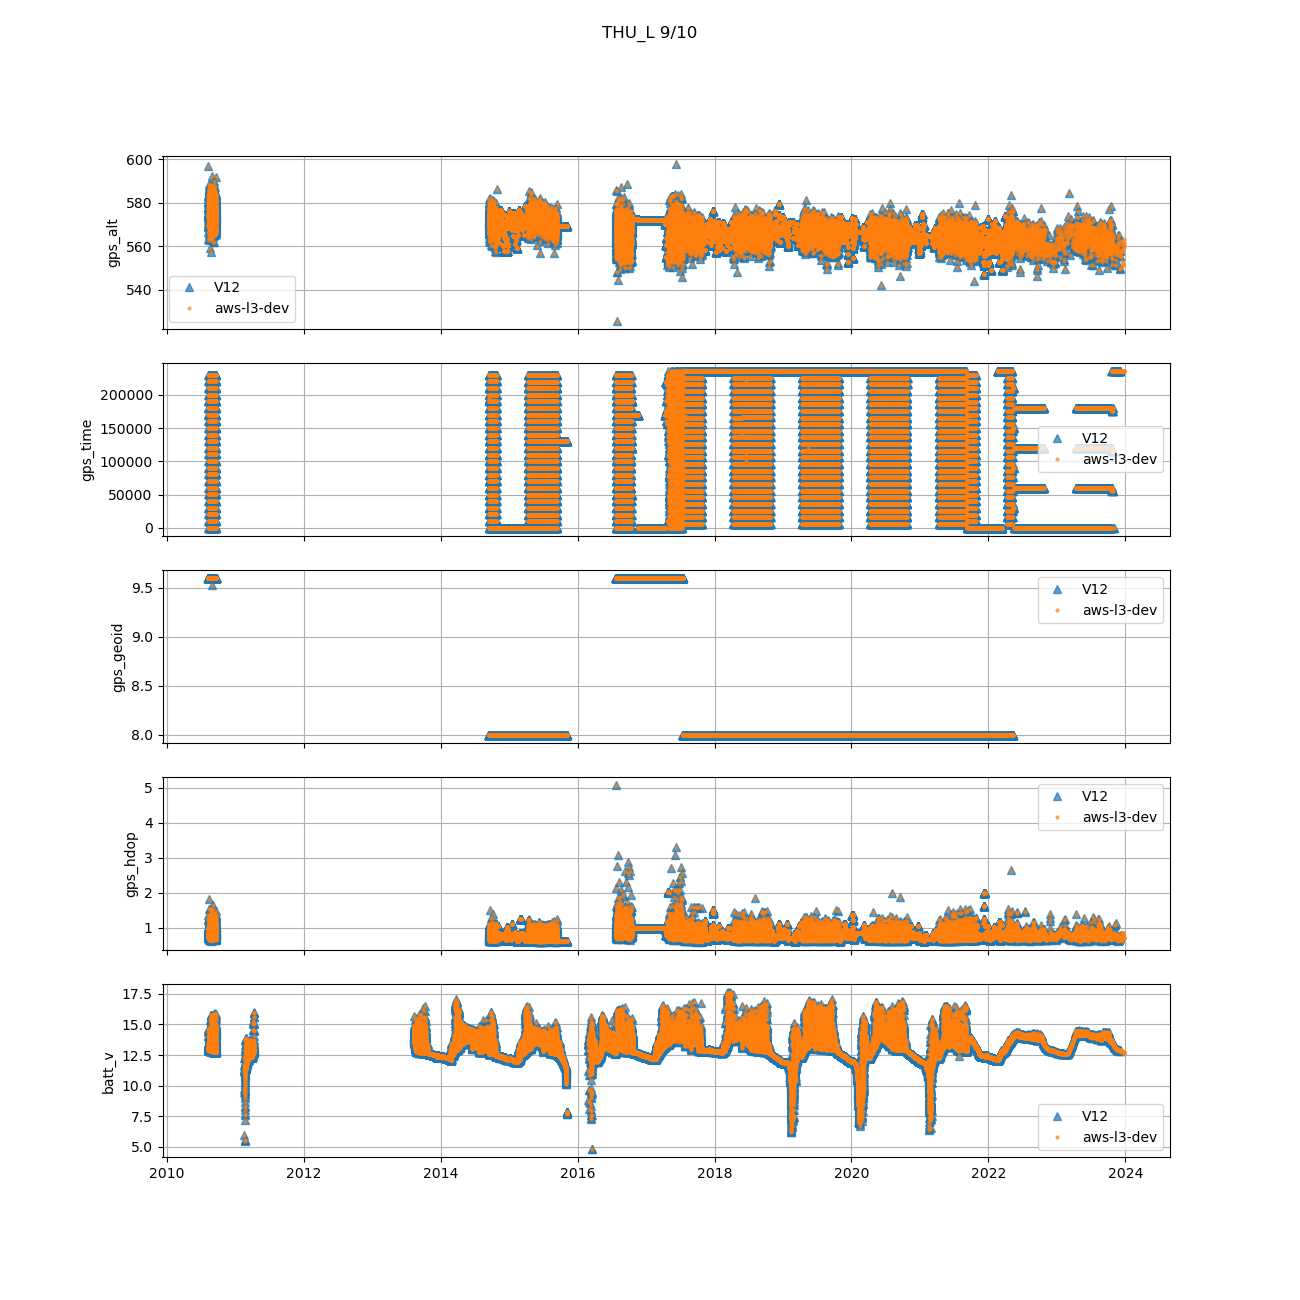 THU_L 9/10
gps_alt
600
580
560
540
V12
aws-l3-dev
gps_time
200000
150000
100000
50000
0
V12
aws-l3-dev
gps_geoid
9.5
9.0
8.5
8.0
V12
aws-l3-dev
gps_hdop
5
4
3
2
1
V12
aws-l3-dev
batt_v
17.5
15.0
12.5
10.0
7.5
5.0
V12
aws-l3-dev
2010 2012 2014 2016 2018 2020 2022 2024